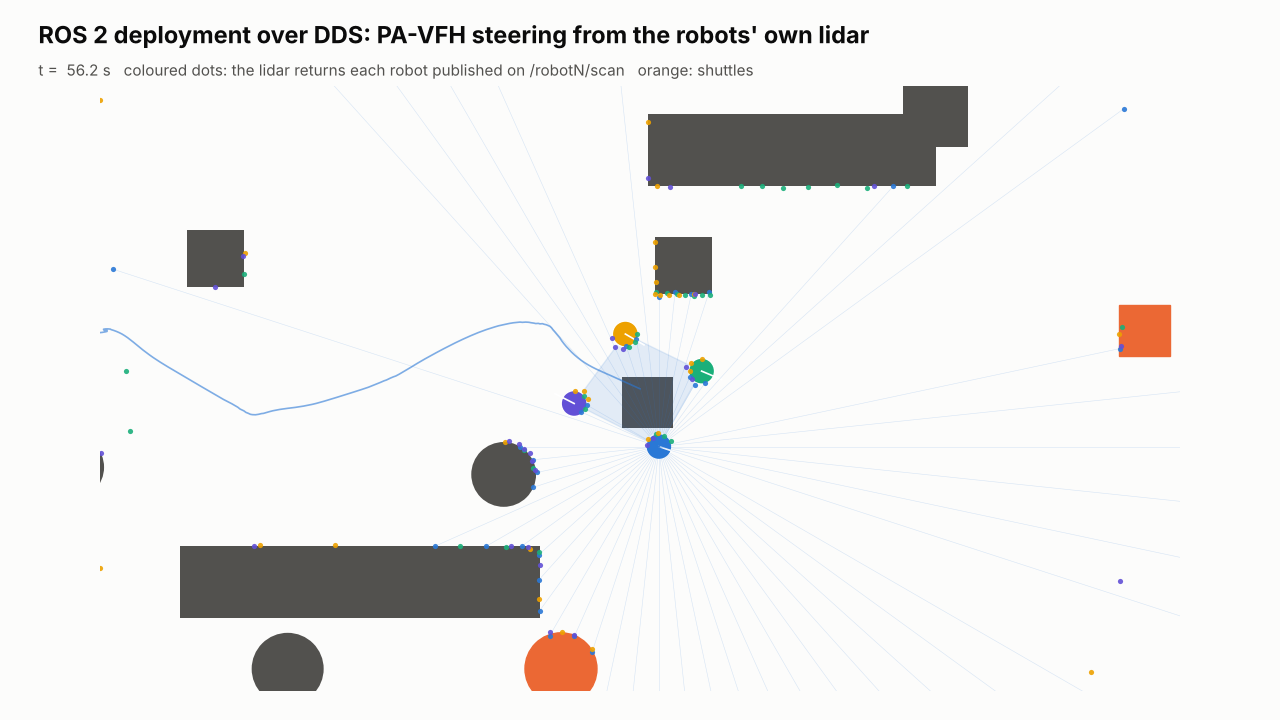 ROS 2 deployment over DDS: PA-VFH steering from the robots' own lidar
t =  56.2 s   coloured dots: the lidar returns each robot published on /robotN/scan   orange: shuttles